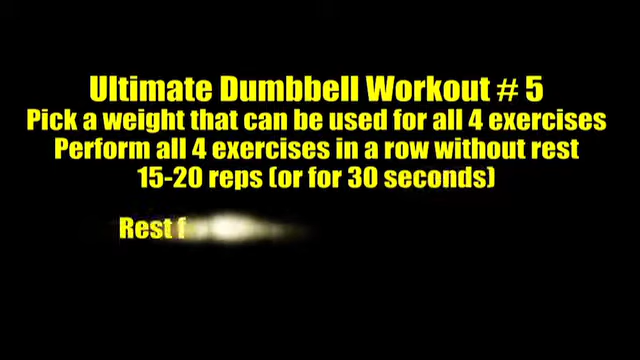 Ultimate Dumbbell Workout # 5
Pick a weight that can be used for all 4 exercises
Perform all 4 exercises in a row without rest
15-20 reps (or for 30 seconds)
Rest f